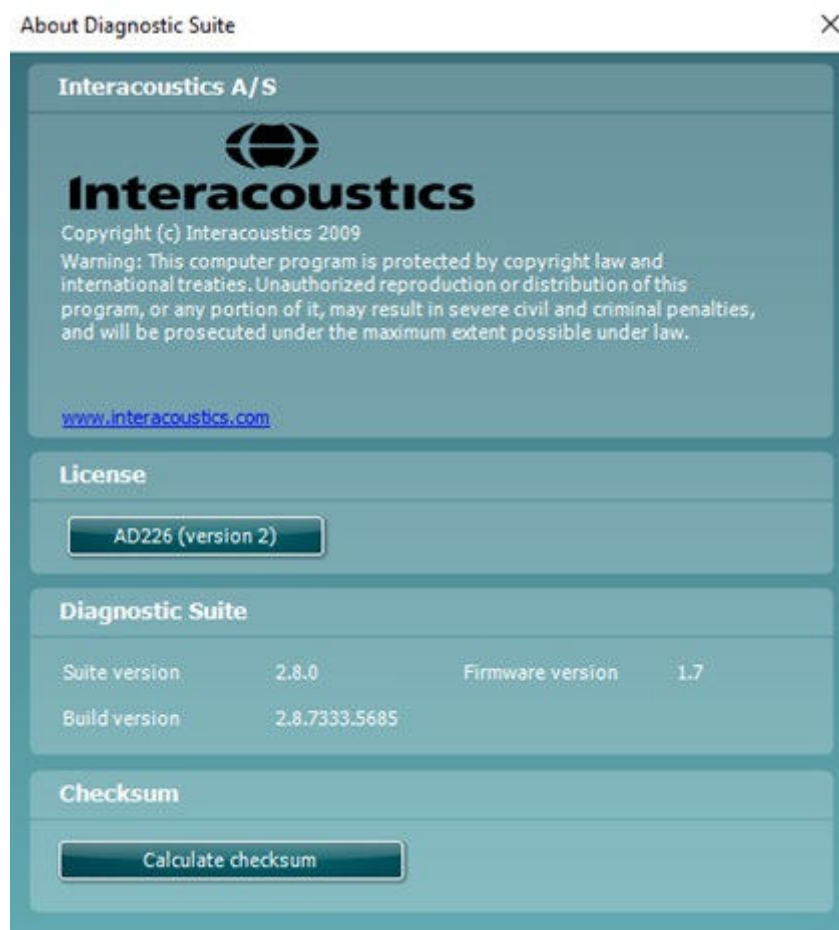 About Diagnostic Suite
Interacoustics A/S
Interacoustics
Copyright (c) Interacoustics 2009
Warning: This computer program is protected by copyright law and
international treaties. Unauthorized reproduction or distribution of this
program, or any portion of it, may result in severe civil and criminal penalties,
and will be prosecuted under the maximum extent possible under law.
www.interacoustics.com
License
AD226 (version 2)
Diagnostic Suite
Suite version 2.8.0 Firmware version 1.7
Build version 2.8.7333.5685
Checksum
Calculate checksum